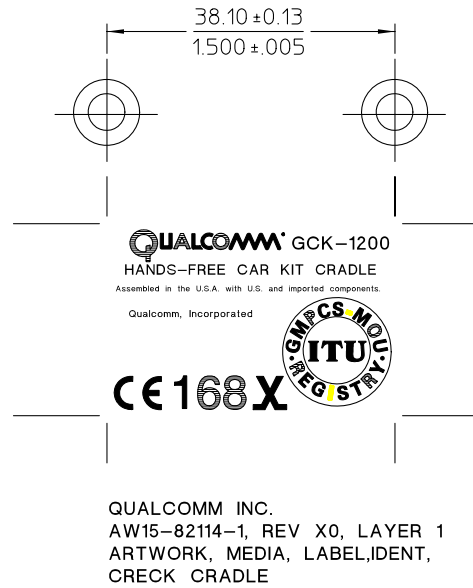 38.10 ±0.13
1.500 ±.005
QUALCOMM GCK-1200
HANDS-FREE CAR KIT CRADLE
Assembled in the U.S.A. with U.S. and imported components.
Qualcomm, Incorporated
·GMPCS-MOU·
ITU
REGISTRY
CE168X
QUALCOMM INC.
AW15-82114-1, REV X0, LAYER 1
ARTWORK, MEDIA, LABEL,IDENT,
CRECK CRADLE